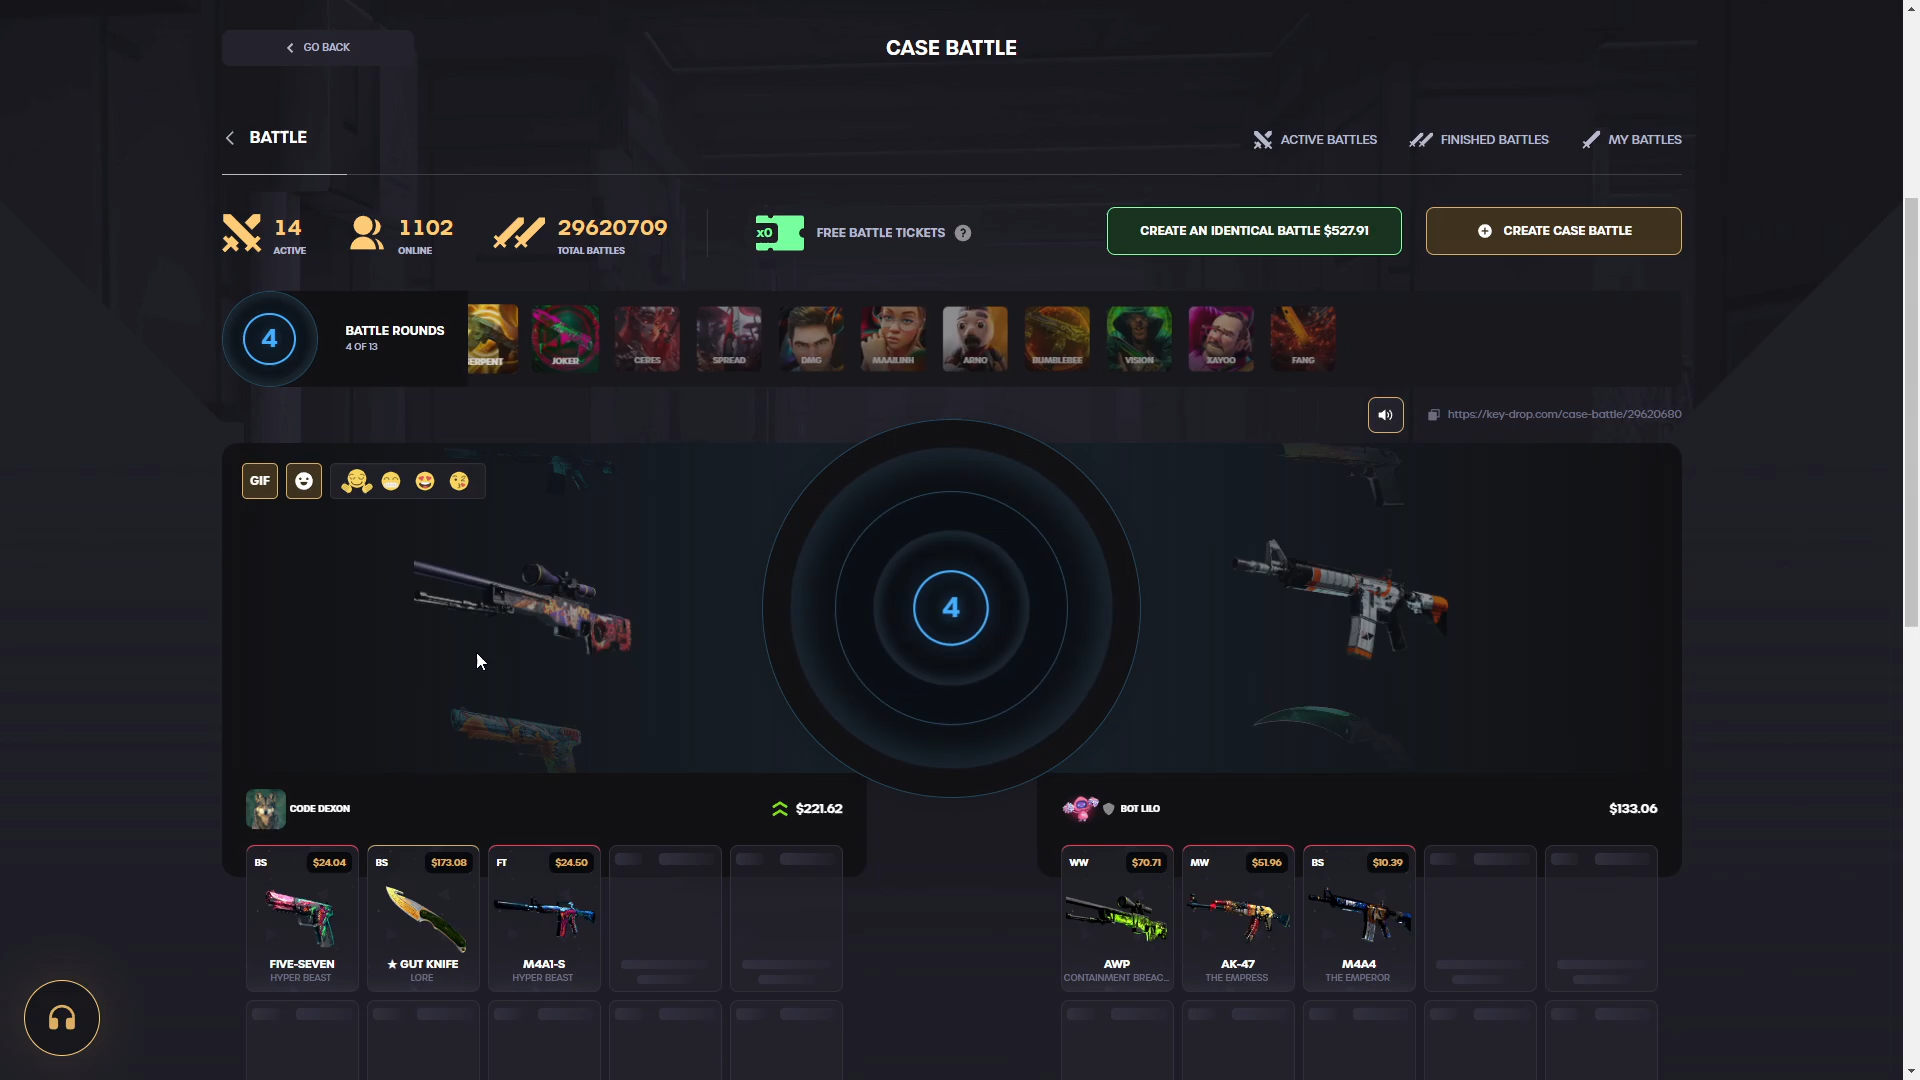 GO BACK
CASE BATTLE
BATTLE
ACTIVE BATTLES
FINISHED BATTLES
MY BATTLES
14
ACTIVE
1102
ONLINE
29620709
TOTAL BATTLES
x0
FREE BATTLE TICKETS
?
CREATE AN IDENTICAL BATTLE $527.91
CREATE CASE BATTLE
4
BATTLE ROUNDS
4 OF 13
ERPENT
JOKER
CERES
SPREAD
DMG
MAAILINH
ARNO
BUMBLEBEE
VISION
XAYOO
FANG
https://key-drop.com/case-battle/29620680
GIF
4
CODE DEXON
$221.62
BOT LILO
$133.06
BS
$24.04
FIVE-SEVEN
HYPER BEAST
BS
$173.08
★ GUT KNIFE
LORE
FT
$24.50
M4A1-S
HYPER BEAST
WW
$70.71
AWP
CONTAINMENT BREAC...
MW
$51.96
AK-47
THE EMPRESS
BS
$10.39
M4A4
THE EMPEROR